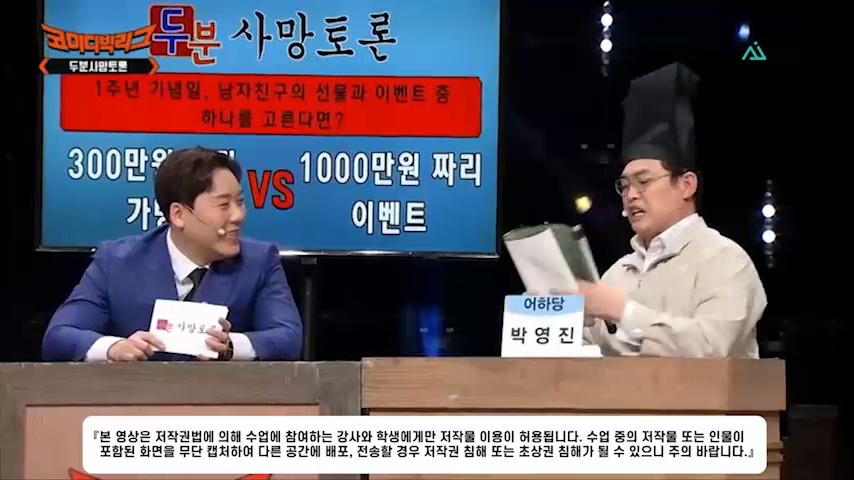 코미디빅리그
두분사망토론
두분 사망토론
1주년 기념일, 남자친구의 선물과 이벤트 중
하나를 고른다면?
300만원
VS
1000만원 짜리
이벤트
사망토론
어하당
박영진
『본 영상은 저작권법에 의해 수업에 참여하는 강사와 학생에게만 저작물 이용이 허용됩니다. 수업 중의 저작물 또는 인물이
포함된 화면을 무단 캡처하여 다른 공간에 배포, 전송할 경우 저작권 침해 또는 초상권 침해가 될 수 있으니 주의 바랍니다.』